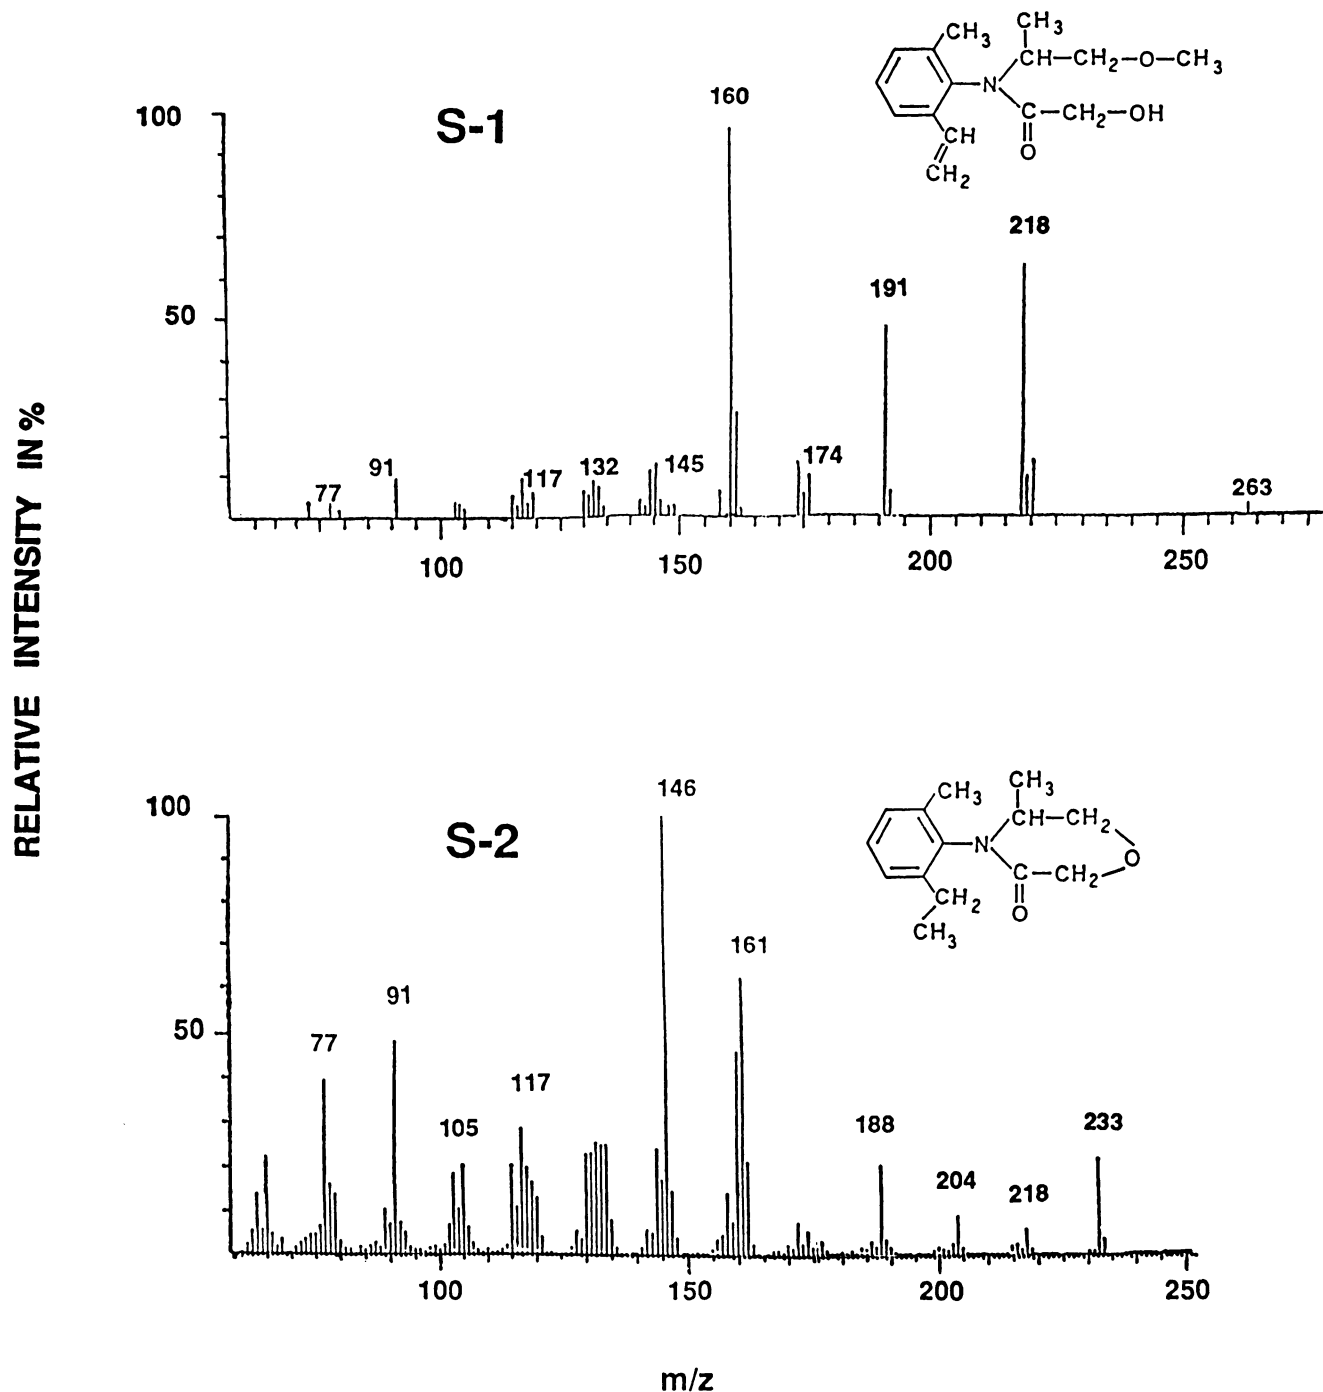 CH3
CH3
CH—CH2—O—CH3
N
C—CH2—OH
O
CH
CH2
S-1
100
50
160
218
191
91
77
117
132
145
174
263
100
150
200
250
RELATIVE INTENSITY IN %
CH3
CH3
CH—CH2
N
O
C—CH2
O
CH2
CH3
S-2
100
50
146
161
91
77
117
105
188
204
218
233
100
150
200
250
m/z